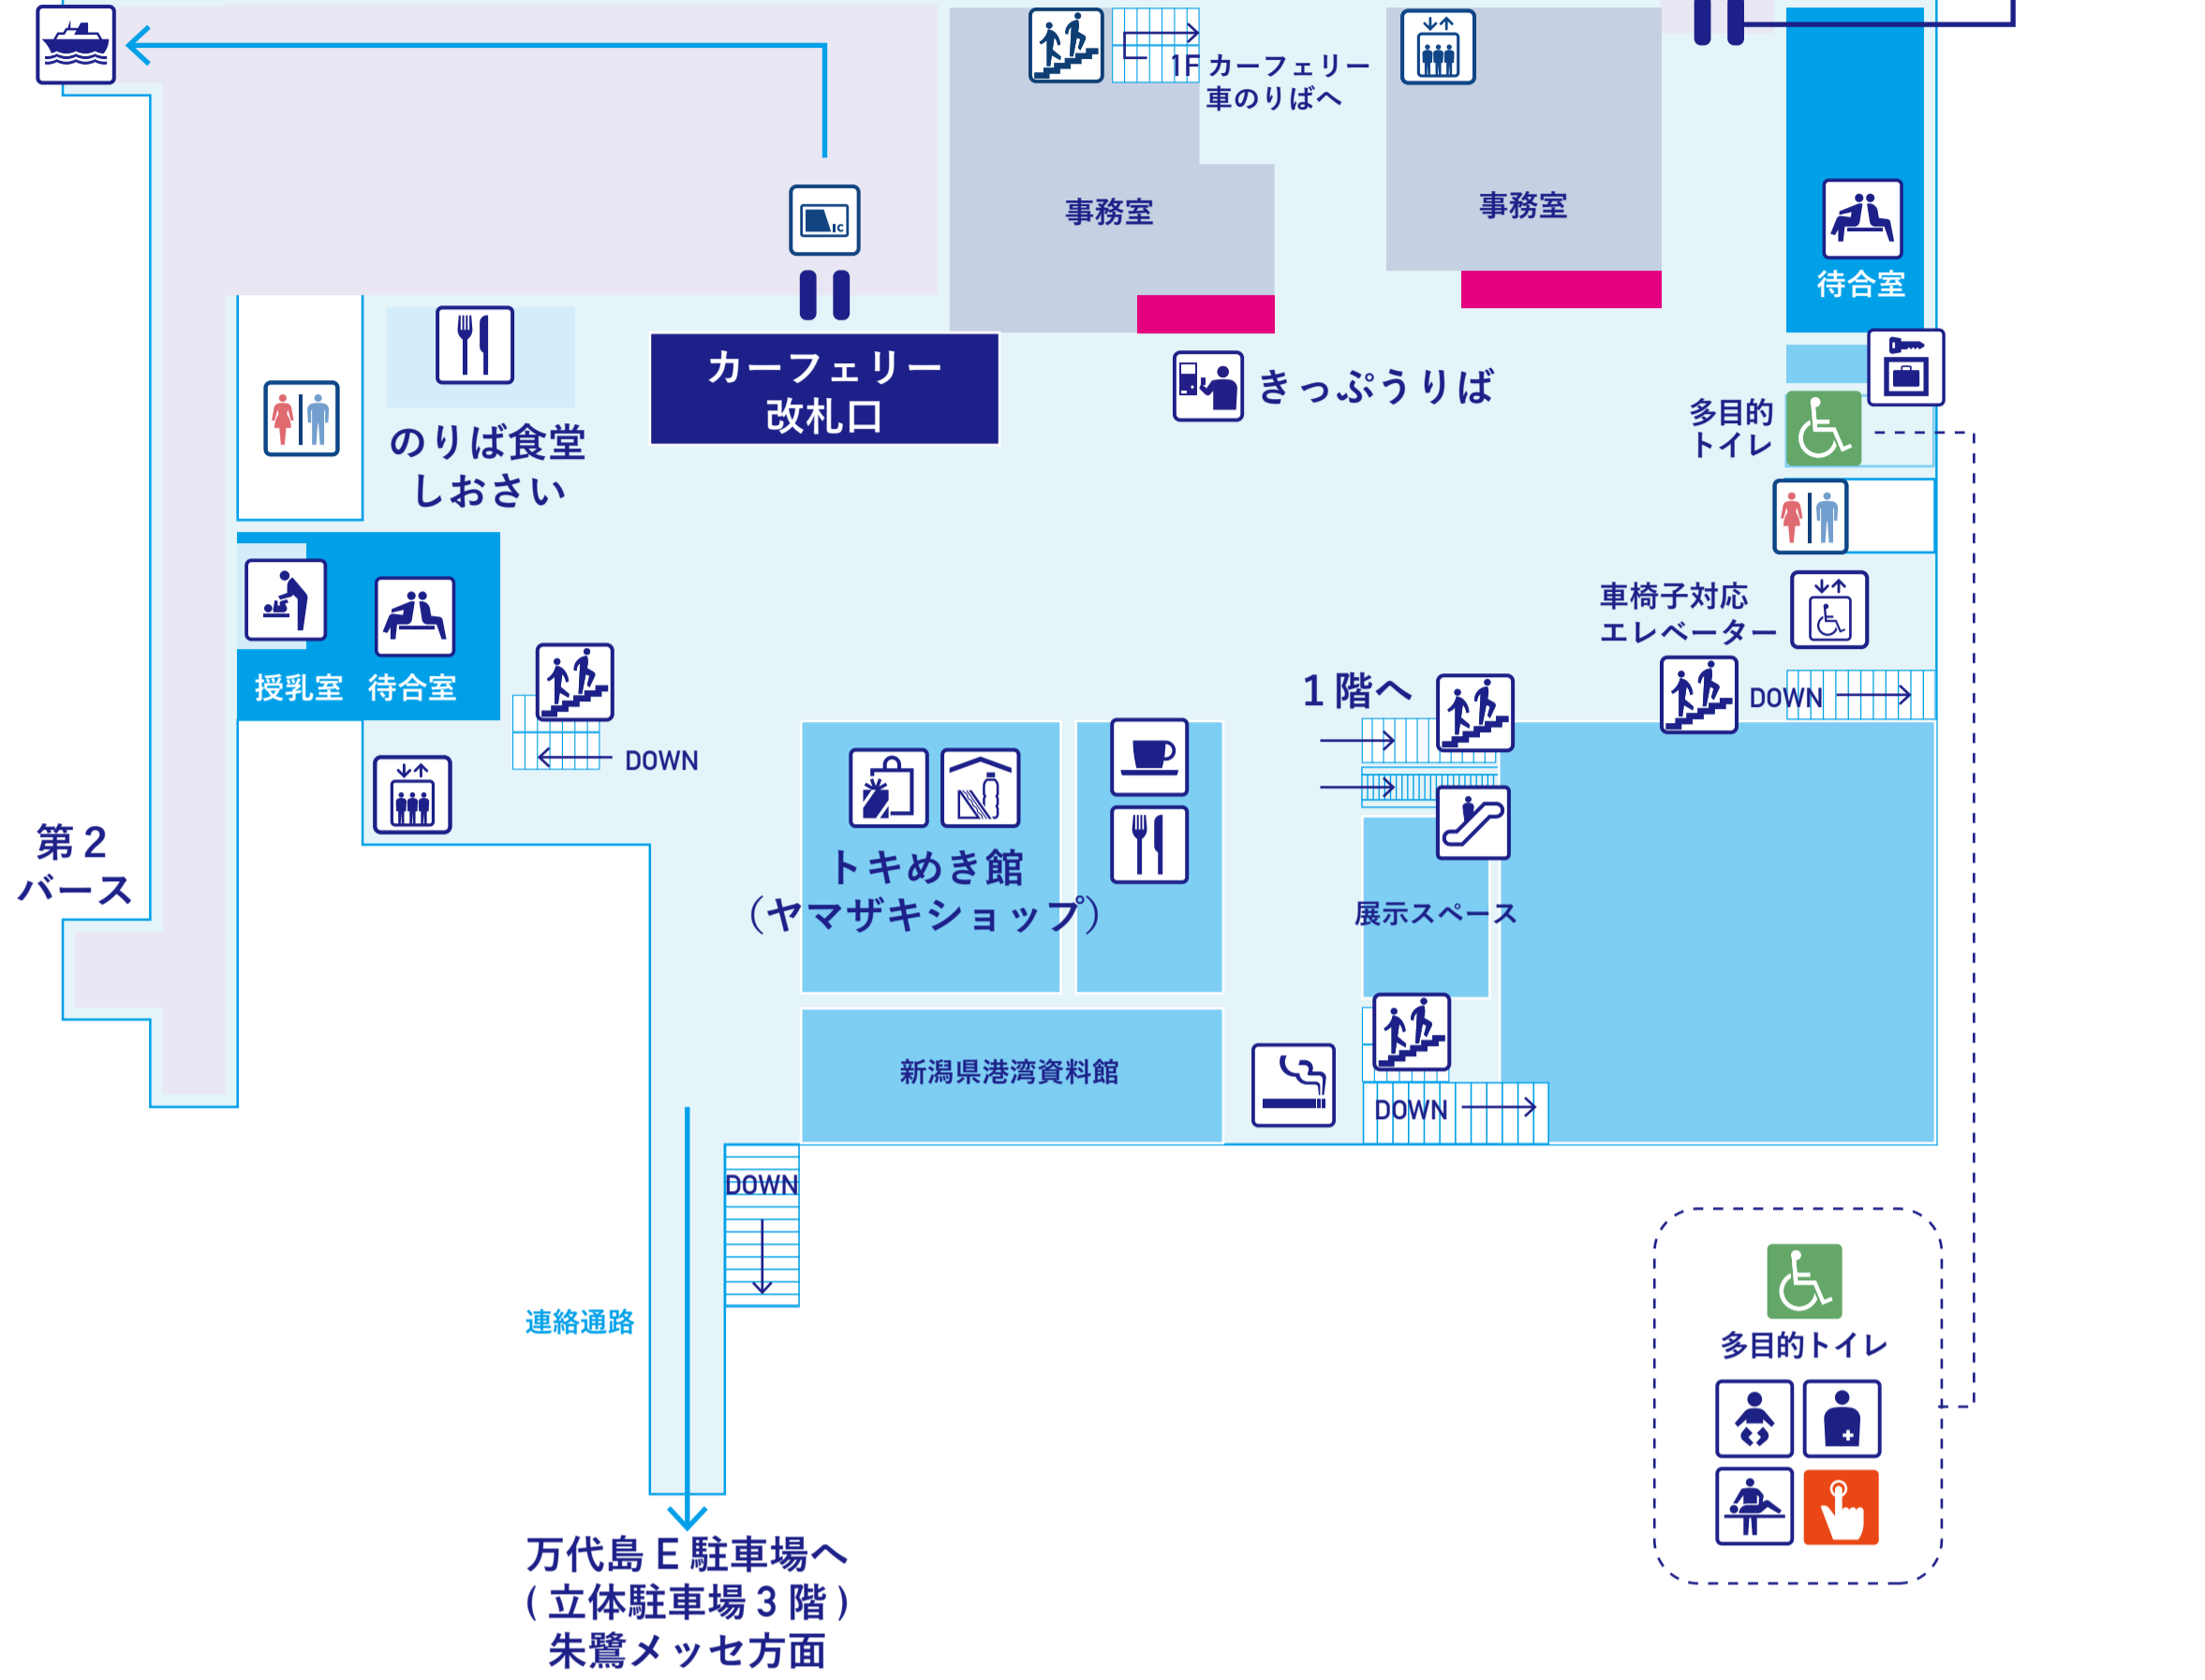 1F カーフェリー
車のりばへ
事務室
事務室
IC
待合室
カーフェリー
改札口
きっぷうりば
多目的
トイレ
のりば食堂
しおさい
車椅子対応
エレベーター
授乳室
待合室
1 階へ
DOWN
DOWN
第 2
バース
トキめき館
（ヤマザキショップ）
展示スペース
新潟県港湾資料館
DOWN
DOWN
連絡通路
多目的トイレ
万代島 E 駐車場へ
( 立体駐車場 3 階 )
朱鷺メッセ方面